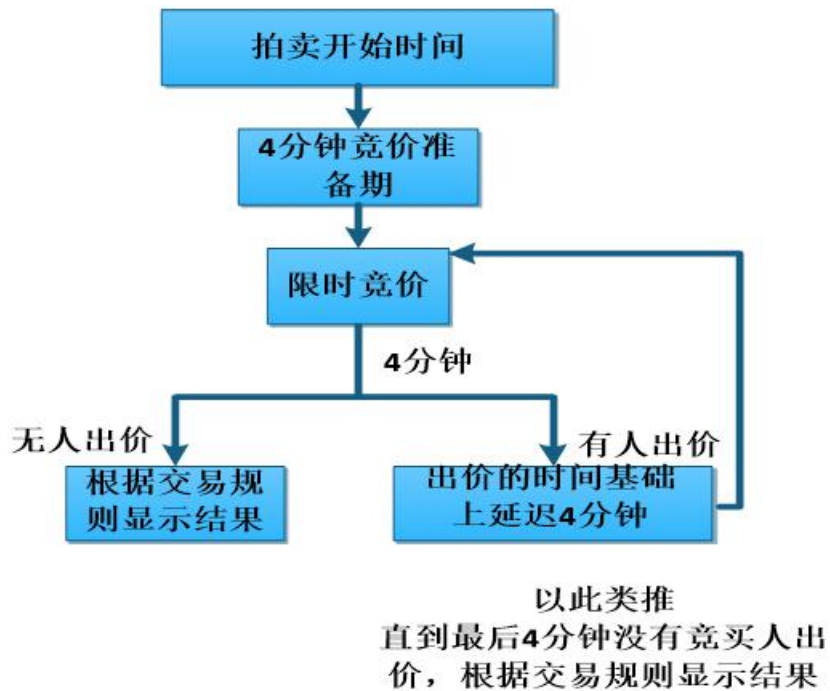 拍卖开始时间
4分钟竞价准
备期
限时竞价
4分钟
无人出价
有人出价
根据交易规
则显示结果
出价的时间基础
上延迟4分钟
以此类推
直到最后4分钟没有竞买人出
价，根据交易规则显示结果